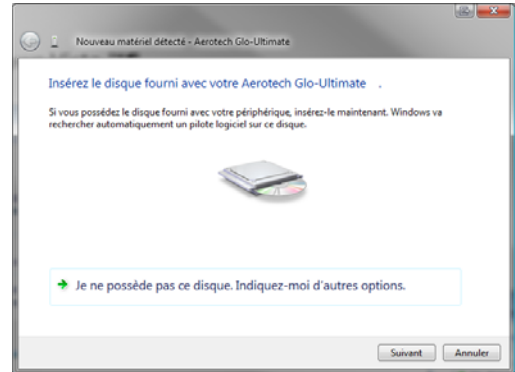 Nouveau matériel détecté - Aerotech Glo-Ultimate
Insérez le disque fourni avec votre Aerotech Glo-Ultimate .
Si vous possédez le disque fourni avec votre périphérique, insérez-le maintenant. Windows va
rechercher automatiquement un pilote logiciel sur ce disque.
Je ne possède pas ce disque. Indiquez-moi d'autres options.
Suivant
Annuler